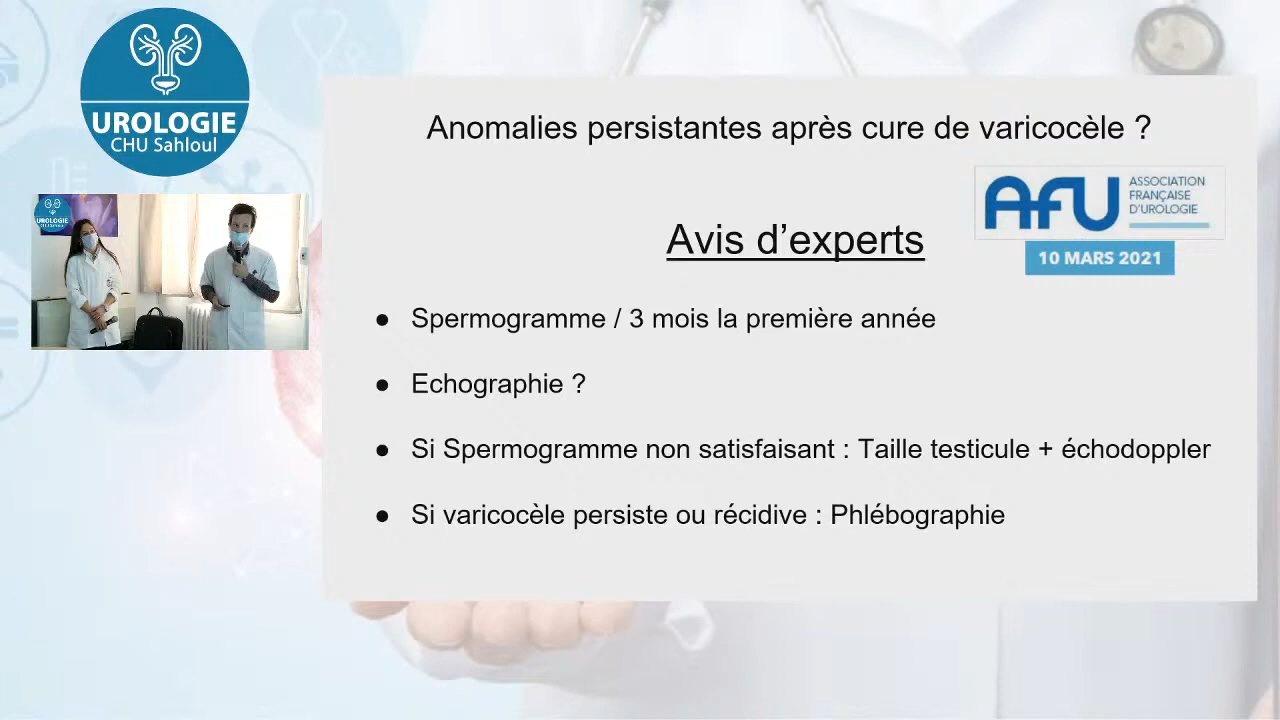 UROLOGIE
CHU Sahloul
UROLOGIE
Anomalies persistantes après cure de varicocèle ?
AFU
ASSOCIATION
FRANÇAISE
D'UROLOGIE
10 MARS 2021
Avis d'experts
● Spermogramme / 3 mois la première année
● Echographie ?
● Si Spermogramme non satisfaisant : Taille testicule + échodoppler
● Si varicocèle persiste ou récidive : Phlébographie